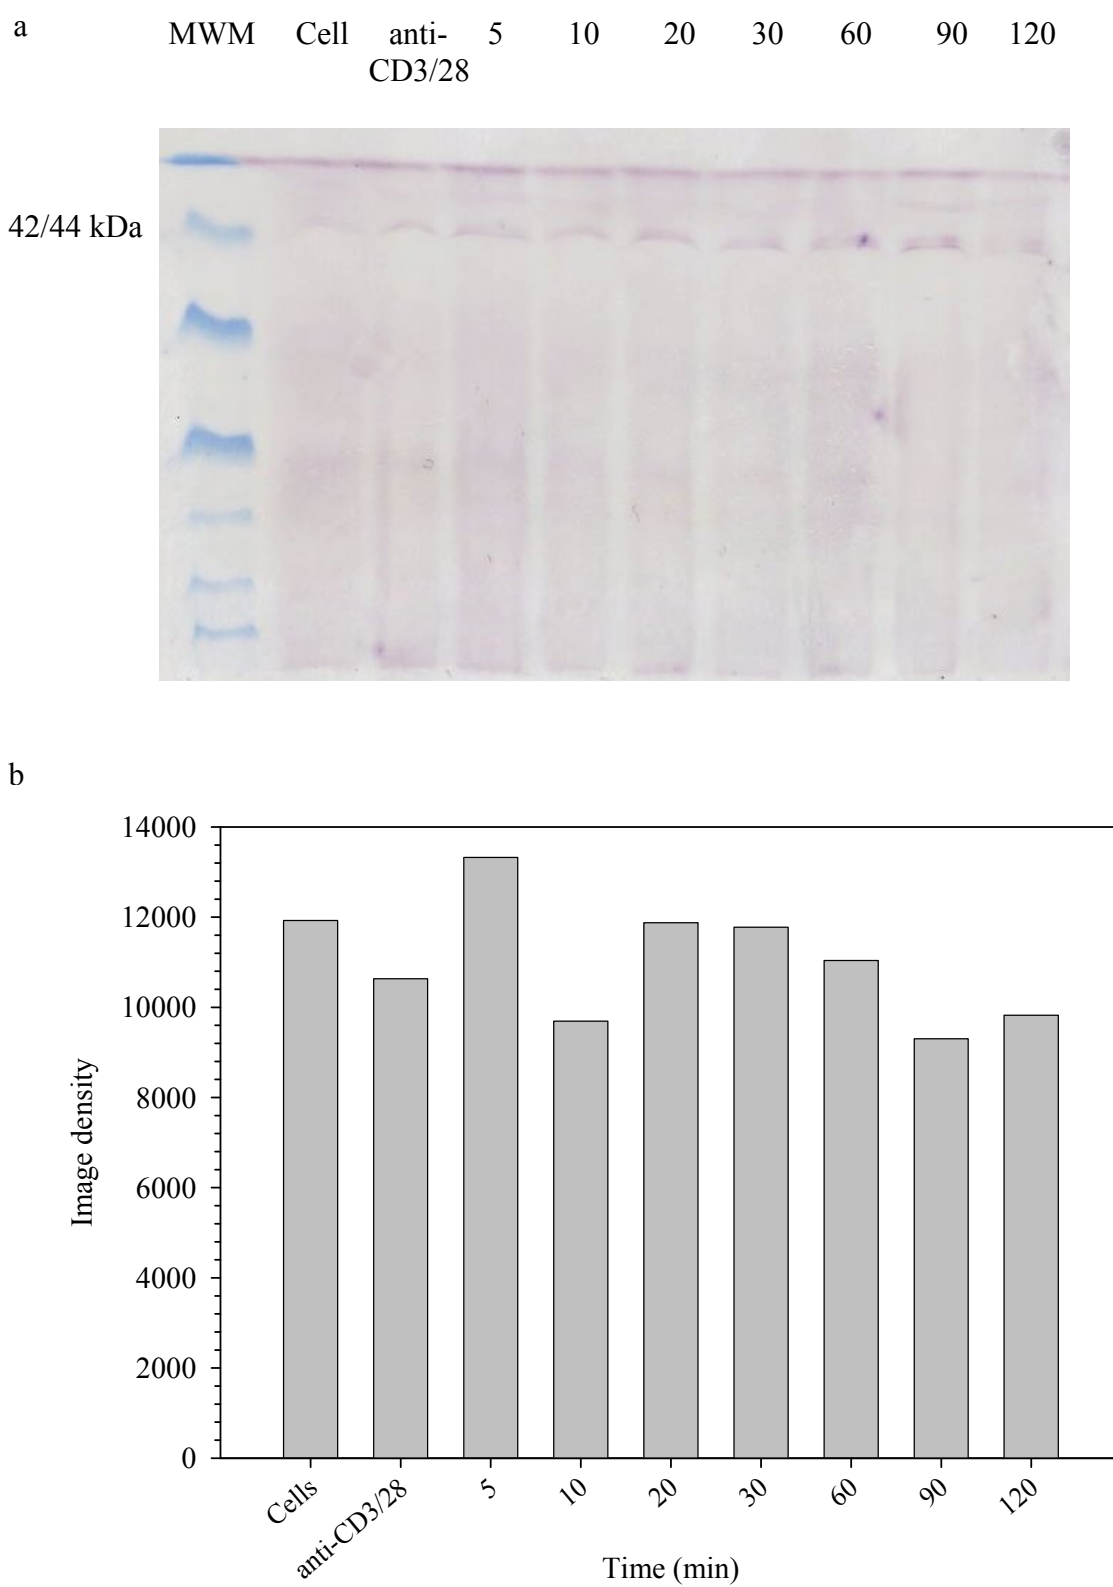 a
MWM Cell anti-CD3/28 5 10 20 30 60 90 120
42/44 kDa
b
14000
12000
10000
8000
6000
4000
2000
0
Image density
Cells anti-CD3/28 5 10 20 30 60 90 120
Time (min)